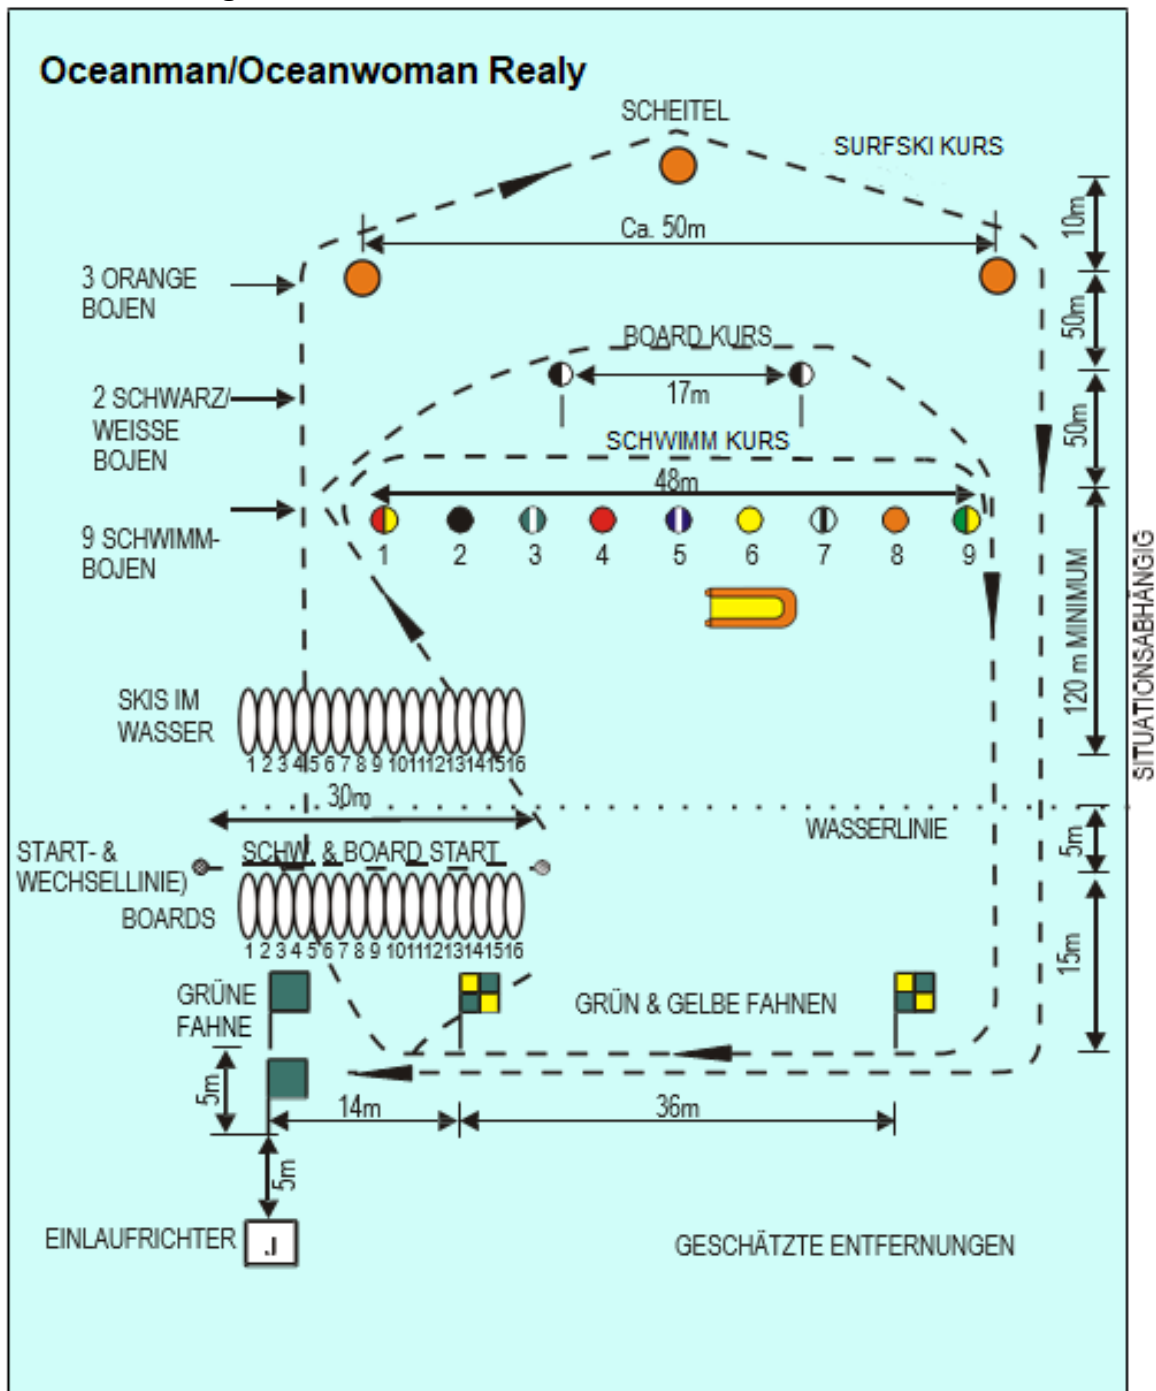 Oceanman/Oceanwoman Realy
SCHEITEL
SURFSKI KURS
Ca. 50m
10m
3 ORANGE
BOJEN
50m
BOARD KURS
17m
2 SCHWARZ/
WEISSE
BOJEN
50m
SCHWIMM KURS
48m
9 SCHWIMM-
BOJEN
1 2 3 4 5 6 7 8 9
120 m MINIMUM
SITUATIONSABHÄNGIG
SKIS IM
WASSER
1 2 3 4 5 6 7 8 9 10 11 12 13 14 15 16
30m
WASSERLINIE
5m
START- &
WECHSELLINIE)
SCHW. & BOARD START
BOARDS
1 2 3 4 5 6 7 8 9 10 11 12 13 14 15 16
15m
GRÜNE
FAHNE
GRÜN & GELBE FAHNEN
5m
14m
36m
5m
EINLAUFRICHTER
J.
GESCHÄTZTE ENTFERNUNGEN